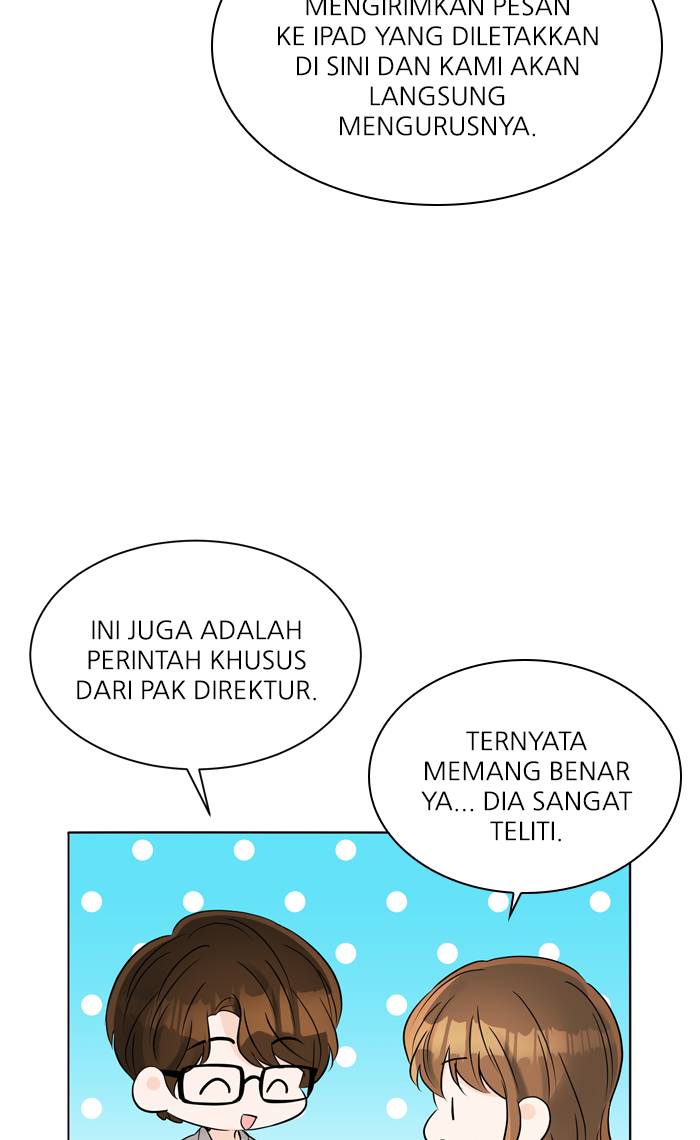 MENGIRIMKAN PESAN
KE IPAD YANG DILETAKKAN
DI SINI DAN KAMI AKAN
LANGSUNG
MENGURUSNYA.
INI JUGA ADALAH
PERINTAH KHUSUS
DARI PAK DIREKTUR.
TERNYATA
MEMANG BENAR
YA... DIA SANGAT
TELITI.